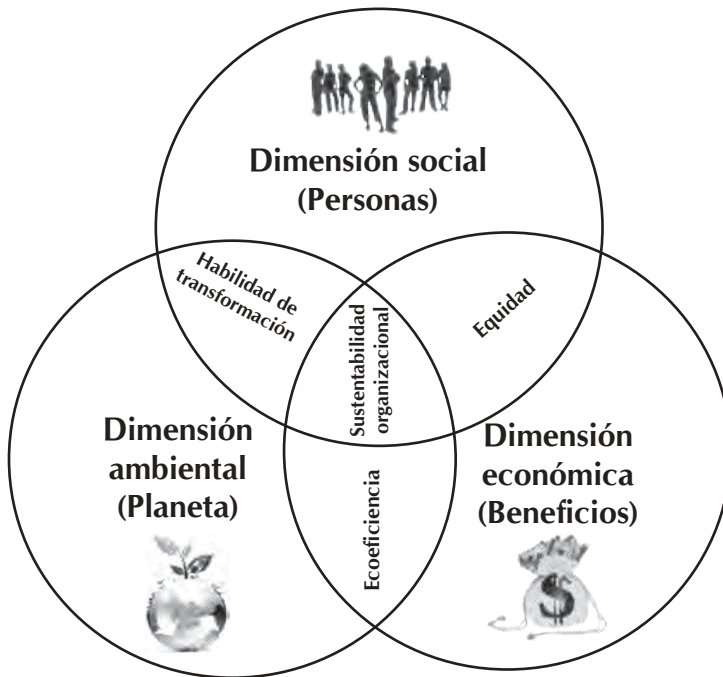 Dimensión social
(Personas)
Habilidad de
transformación
Sustentabilidad
organizacional
Equidad
Dimensión
ambiental
(Planeta)
Dimensión
económica
(Beneficios)
Ecoeficiencia
$